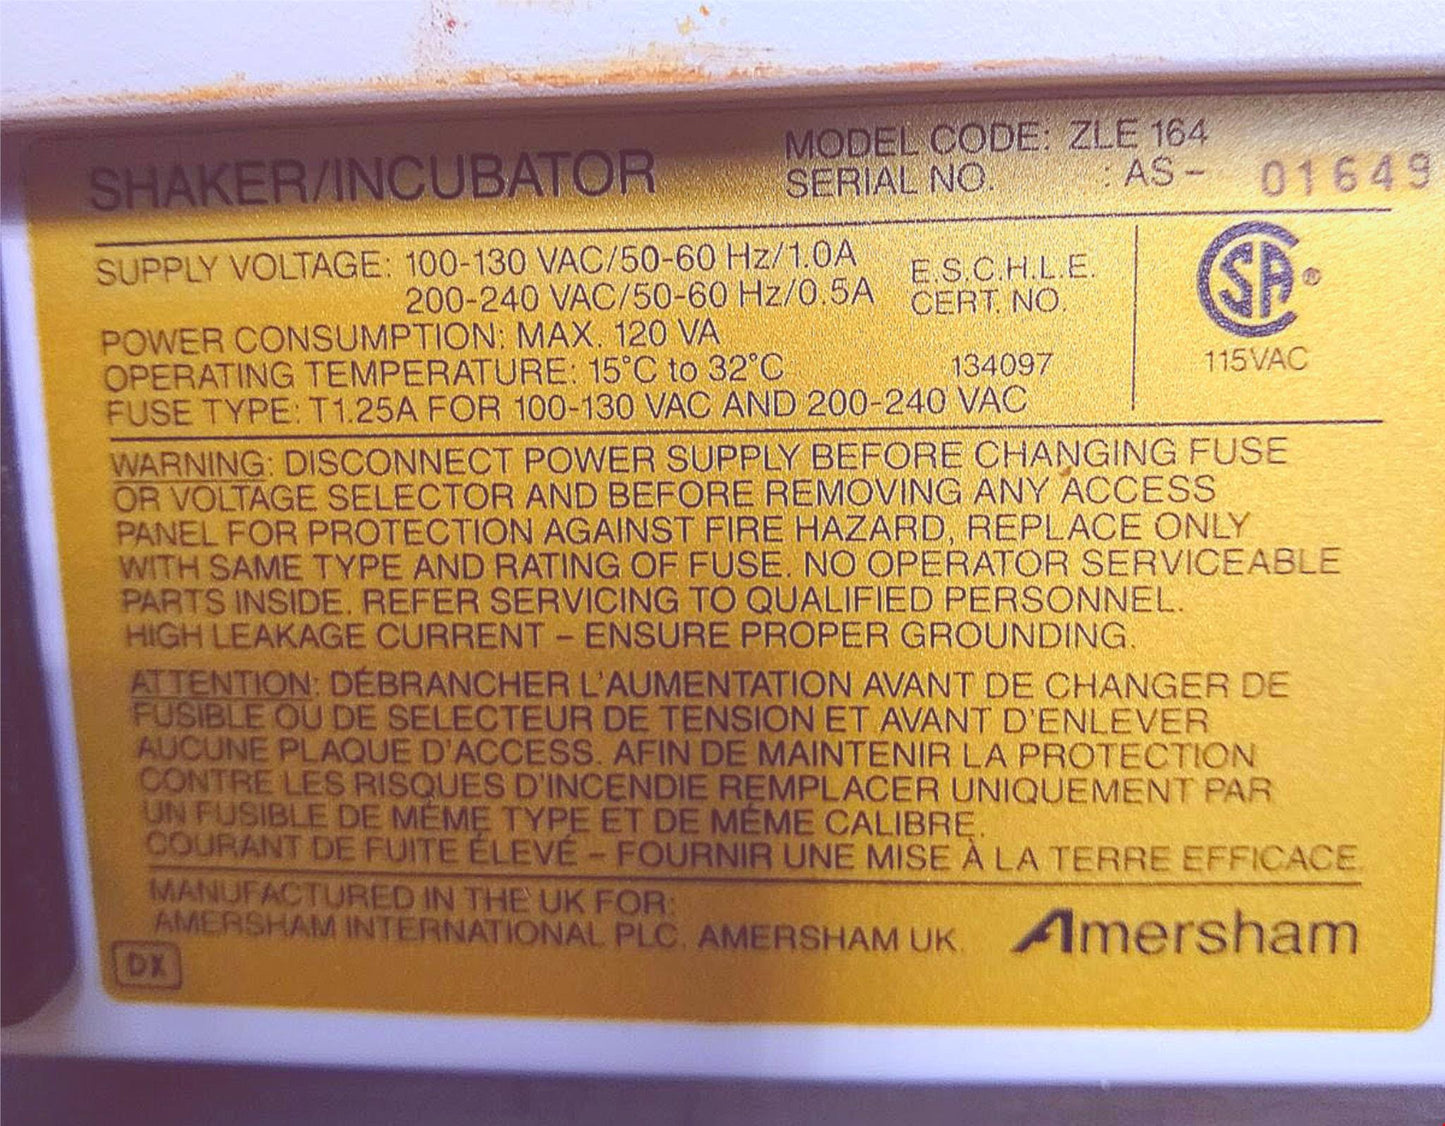 SHAKER/INCUBATOR
MODEL CODE: ZLE 164
SERIAL NO. : AS- 01649
SUPPLY VOLTAGE: 100-130 VAC/50-60 Hz/1.0A
200-240 VAC/50-60 Hz/0.5A
POWER CONSUMPTION: MAX. 120 VA
OPERATING TEMPERATURE: 15°C to 32°C
FUSE TYPE: T1.25A FOR 100-130 VAC AND 200-240 VAC
E.S.C.H.L.E.
CERT. NO.
134097
SA®
115VAC
WARNING: DISCONNECT POWER SUPPLY BEFORE CHANGING FUSE
OR VOLTAGE SELECTOR AND BEFORE REMOVING ANY ACCESS
PANEL FOR PROTECTION AGAINST FIRE HAZARD, REPLACE ONLY
WITH SAME TYPE AND RATING OF FUSE. NO OPERATOR SERVICEABLE
PARTS INSIDE. REFER SERVICING TO QUALIFIED PERSONNEL.
HIGH LEAKAGE CURRENT – ENSURE PROPER GROUNDING.
ATTENTION: DÉBRANCHER L'AUMENTATION AVANT DE CHANGER DE
FUSIBLE OU DE SELECTEUR DE TENSION ET AVANT D'ENLEVER
AUCUNE PLAQUE D'ACCESS. AFIN DE MAINTENIR LA PROTECTION
CONTRE LES RISQUES D'INCENDIE REMPLACER UNIQUEMENT PAR
UN FUSIBLE DE MÊME TYPE ET DE MÊME CALIBRE.
COURANT DE FUITE ÉLEVÉ – FOURNIR UNE MISE À LA TERRE EFFICACE
MANUFACTURED IN THE UK FOR:
AMERSHAM INTERNATIONAL PLC. AMERSHAM UK.
Amersham
DX